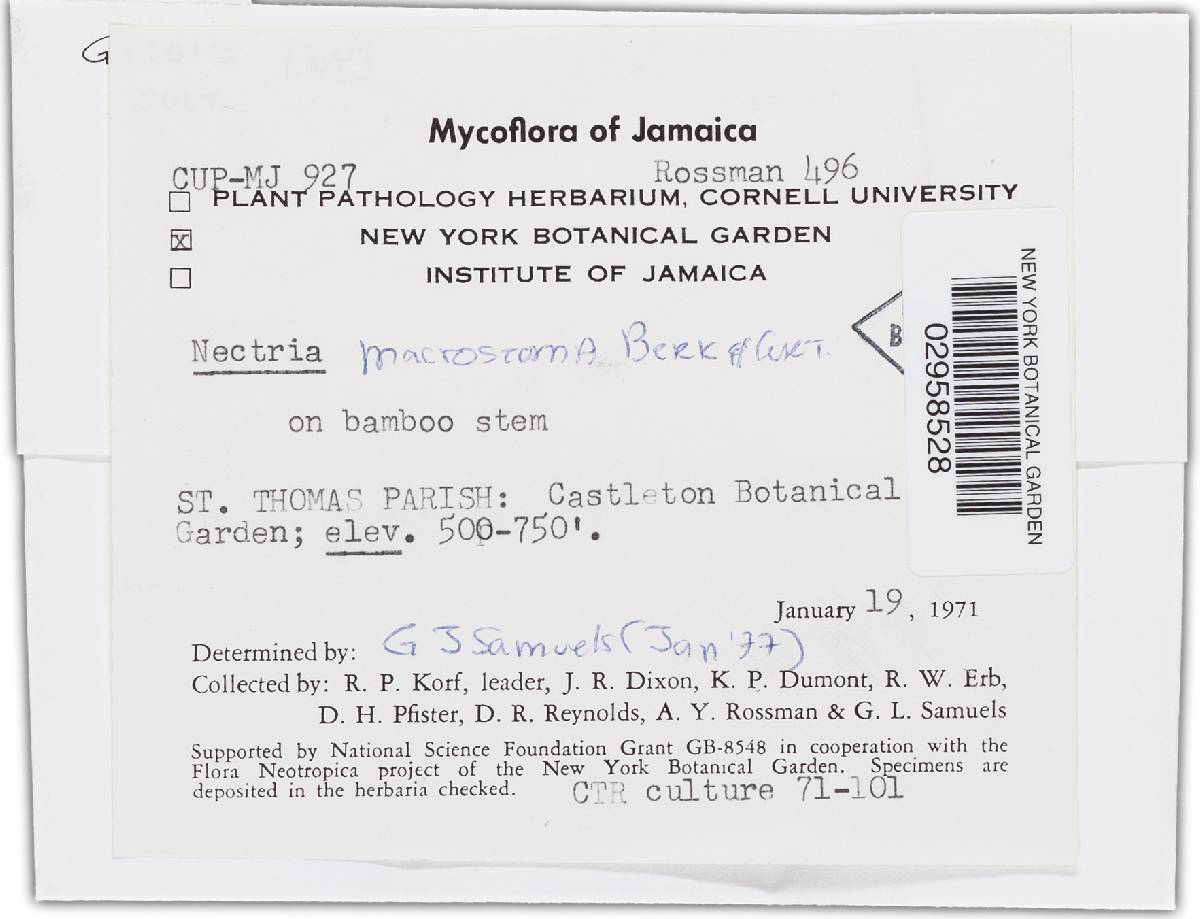 G
Mycoflora of Jamaica
CUP-MJ 927 Rossman 496
PLANT PATHOLOGY HERBARIUM, CORNELL UNIVERSITY
x NEW YORK BOTANICAL GARDEN
INSTITUTE OF JAMAICA
Nectria macrostoma Berk & Curt.
B
on bamboo stem
ST. THOMAS PARISH: Castleton Botanical
Garden; elev. 500-750'.
NEW YORK BOTANICAL GARDEN
02958528
January 19, 1971
Determined by: G J Samuels (Jan '77)
Collected by: R. P. Korf, leader, J. R. Dixon, K. P. Dumont, R. W. Erb,
D. H. Pfister, D. R. Reynolds, A. Y. Rossman & G. L. Samuels
Supported by National Science Foundation Grant GB-8548 in cooperation with the
Flora Neotropica project of the New York Botanical Garden. Specimens are
deposited in the herbaria checked. CTR culture 71-101